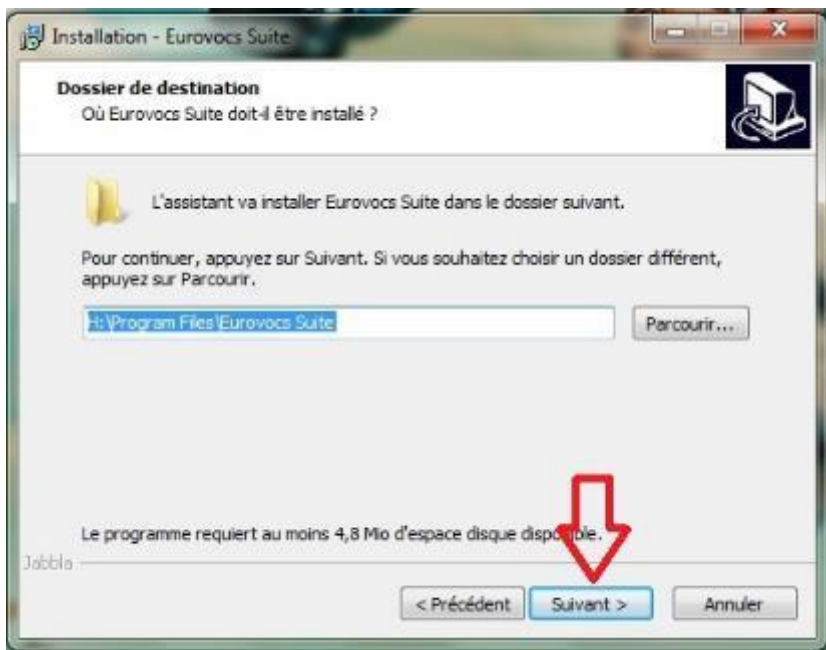 Installation - Eurovocs Suite
Dossier de destination
Où Eurovocs Suite doit-il être installé ?
L'assistant va installer Eurovocs Suite dans le dossier suivant.
Pour continuer, appuyez sur Suivant. Si vous souhaitez choisir un dossier différent,
appuyez sur Parcourir.
H:\Program Files\Eurovocs Suite
Parcourir...
Le programme requiert au moins 4,8 Mio d'espace disque disponible.
Jabbla
< Précédent
Suivant >
Annuler